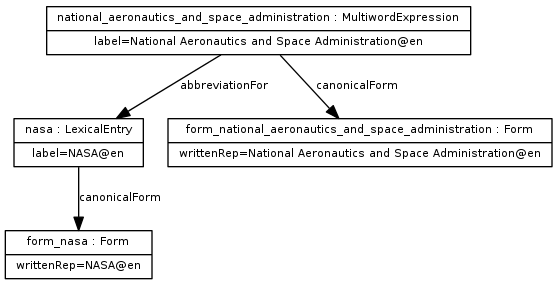 national_aeronautics_and_space_administration : MultiwordExpression
label=National Aeronautics and Space Administration@en
abbreviationFor
canonicalForm
nasa : LexicalEntry
label=NASA@en
form_national_aeronautics_and_space_administration : Form
writtenRep=National Aeronautics and Space Administration@en
canonicalForm
form_nasa : Form
writtenRep=NASA@en